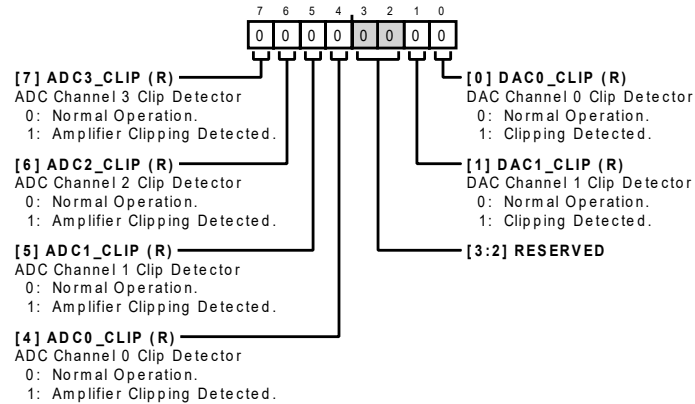 7 6 5 4 3 2 1 0
0 0 0 0 0 0 0 0
[7] ADC3_CLIP (R)
ADC Channel 3 Clip Detector
0: Normal Operation.
1: Amplifier Clipping Detected.
[6] ADC2_CLIP (R)
ADC Channel 2 Clip Detector
0: Normal Operation.
1: Amplifier Clipping Detected.
[5] ADC1_CLIP (R)
ADC Channel 1 Clip Detector
0: Normal Operation.
1: Amplifier Clipping Detected.
[4] ADC0_CLIP (R)
ADC Channel 0 Clip Detector
0: Normal Operation.
1: Amplifier Clipping Detected.
[0] DAC0_CLIP (R)
DAC Channel 0 Clip Detector
0: Normal Operation.
1: Clipping Detected.
[1] DAC1_CLIP (R)
DAC Channel 1 Clip Detector
0: Normal Operation.
1: Clipping Detected.
[3:2] RESERVED